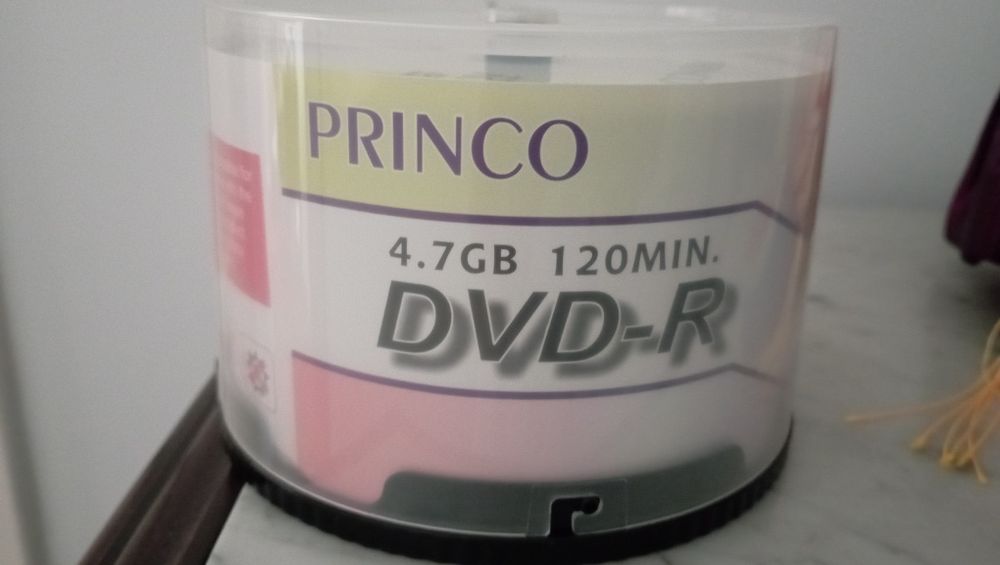 PRINCO
4.7GB 120MIN.
DVD-R